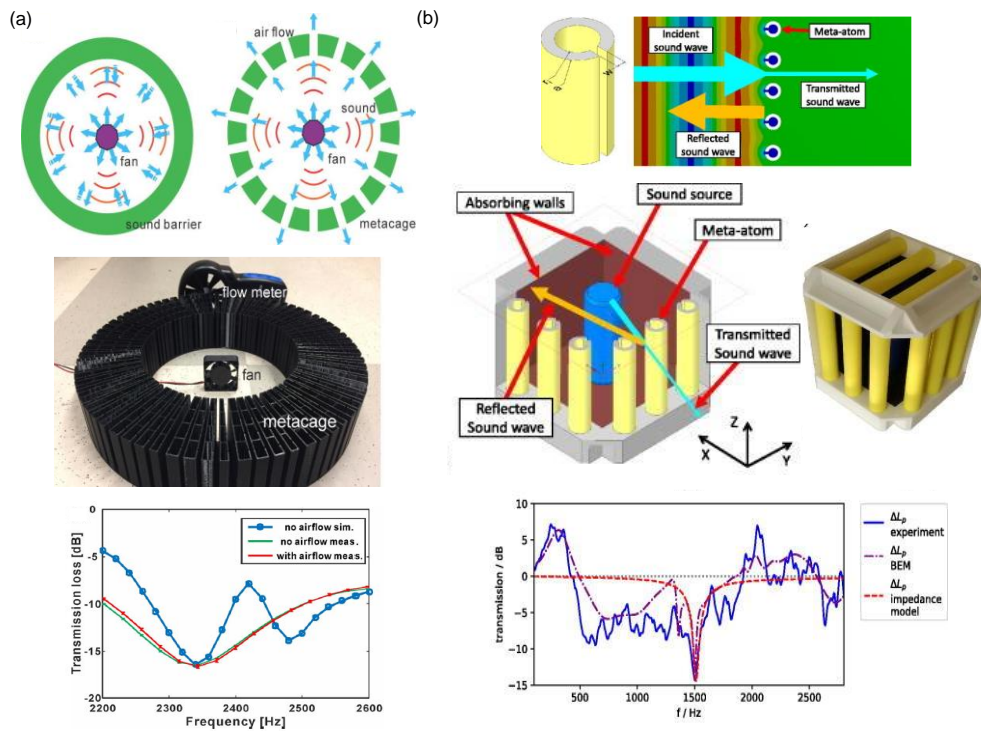 (a)
air flow
sound
fan
fan
sound barrier
metacage
flow meter
fan
metacage
0
-5
-10
-15
-20
Transmission loss [dB]
no airflow sim.
no airflow meas.
with airflow meas.
2200
2300
2400
2500
2600
Frequency [Hz]
(b)
Incident
sound wave
Meta-atom
Transmitted
sound wave
Reflected
sound wave
Absorbing walls
Sound source
Meta-atom
Transmitted
Sound wave
Reflected
Sound wave
Z
X
Y
10
5
0
-5
-10
-15
transmission / dB
500
1000
1500
2000
2500
f / Hz
ΔLp
experiment
ΔLp
BEM
ΔLp
impedance
model